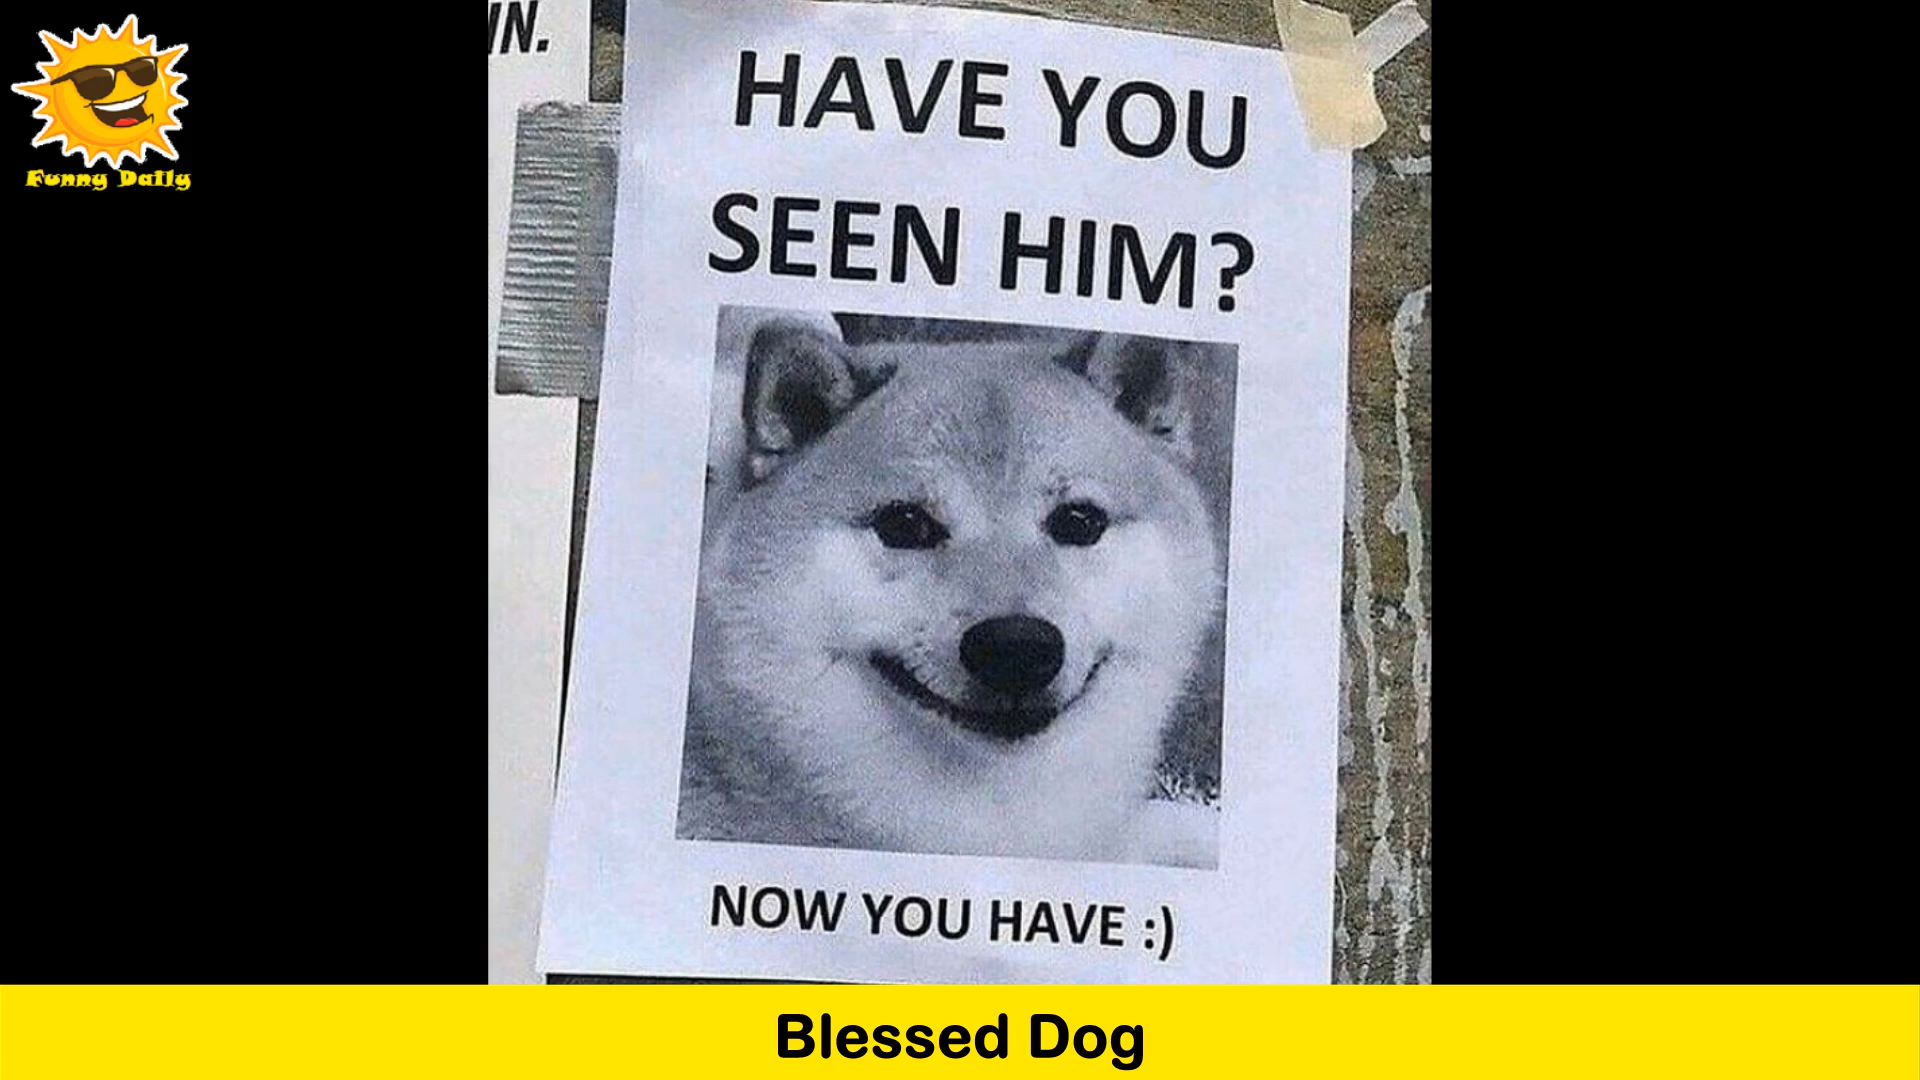 IN.
Funny Daily
HAVE YOU
SEEN HIM?
NOW YOU HAVE :)
Blessed Dog